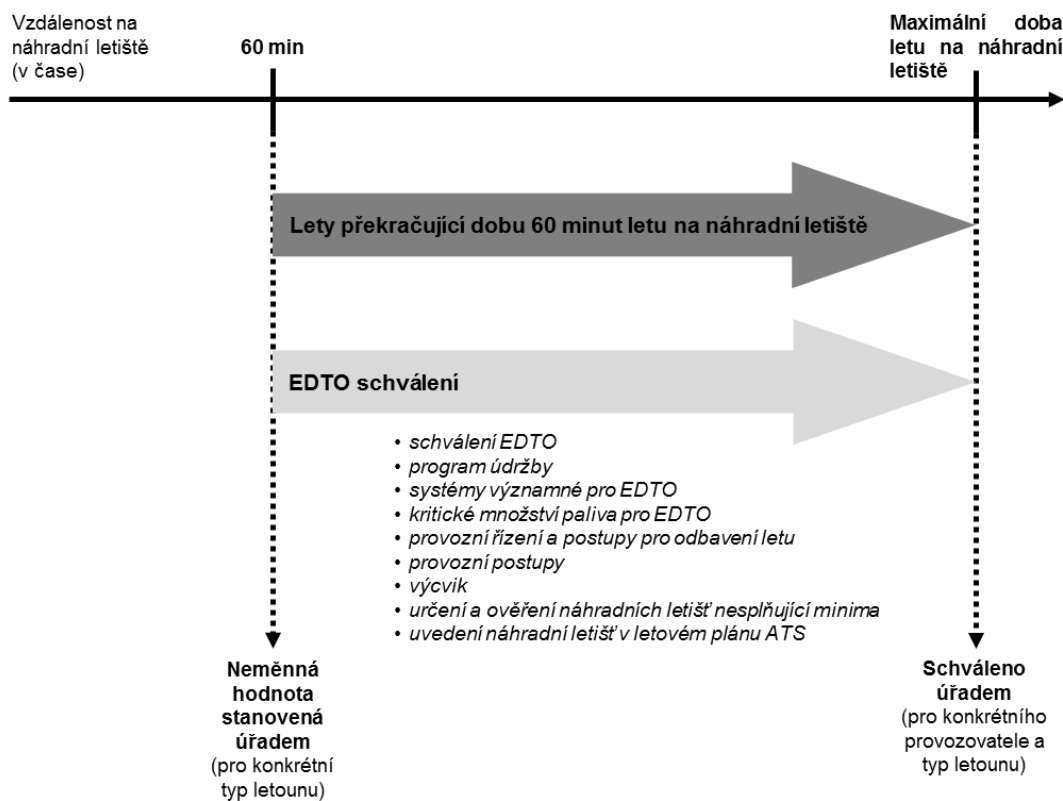 Vzdálenost na
náhradní letiště
(v čase)
60 min
Maximální doba
letu na náhradní
letiště
Lety překračující dobu 60 minut letu na náhradní letiště
EDTO schválení
• schválení EDTO
• program údržby
• systémy významné pro EDTO
• kritické množství paliva pro EDTO
• provozní řízení a postupy pro odbavení letu
• provozní postupy
• výcvik
• určení a ověření náhradních letišť nesplňující minima
• uvedení náhradní letišť v letovém plánu ATS
Neměnná
hodnota
stanovená
úřadem
(pro konkrétní
typ letounu)
Schváleno
úřadem
(pro konkrétního
provozovatele a
typ letounu)